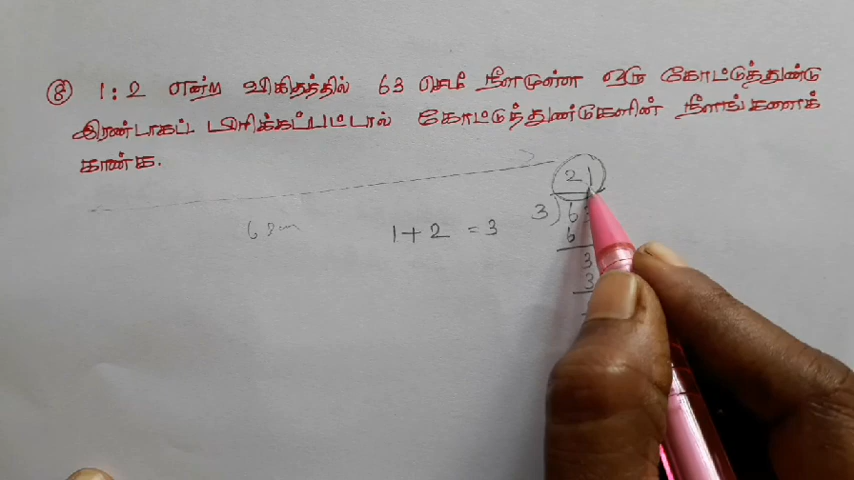 ⑧ 1:2 என்ற விகிதத்தில் 63 செமீ நீளமுள்ள ஒரு கோட்டுத்துண்டு
இரண்டாகப் பிரிக்கப்பட்டால் கோட்டுத்துண்டுகளின் நீளங்களைக்
காண்க.
21
3)6
63cm 1+2 = 3
6
3
3